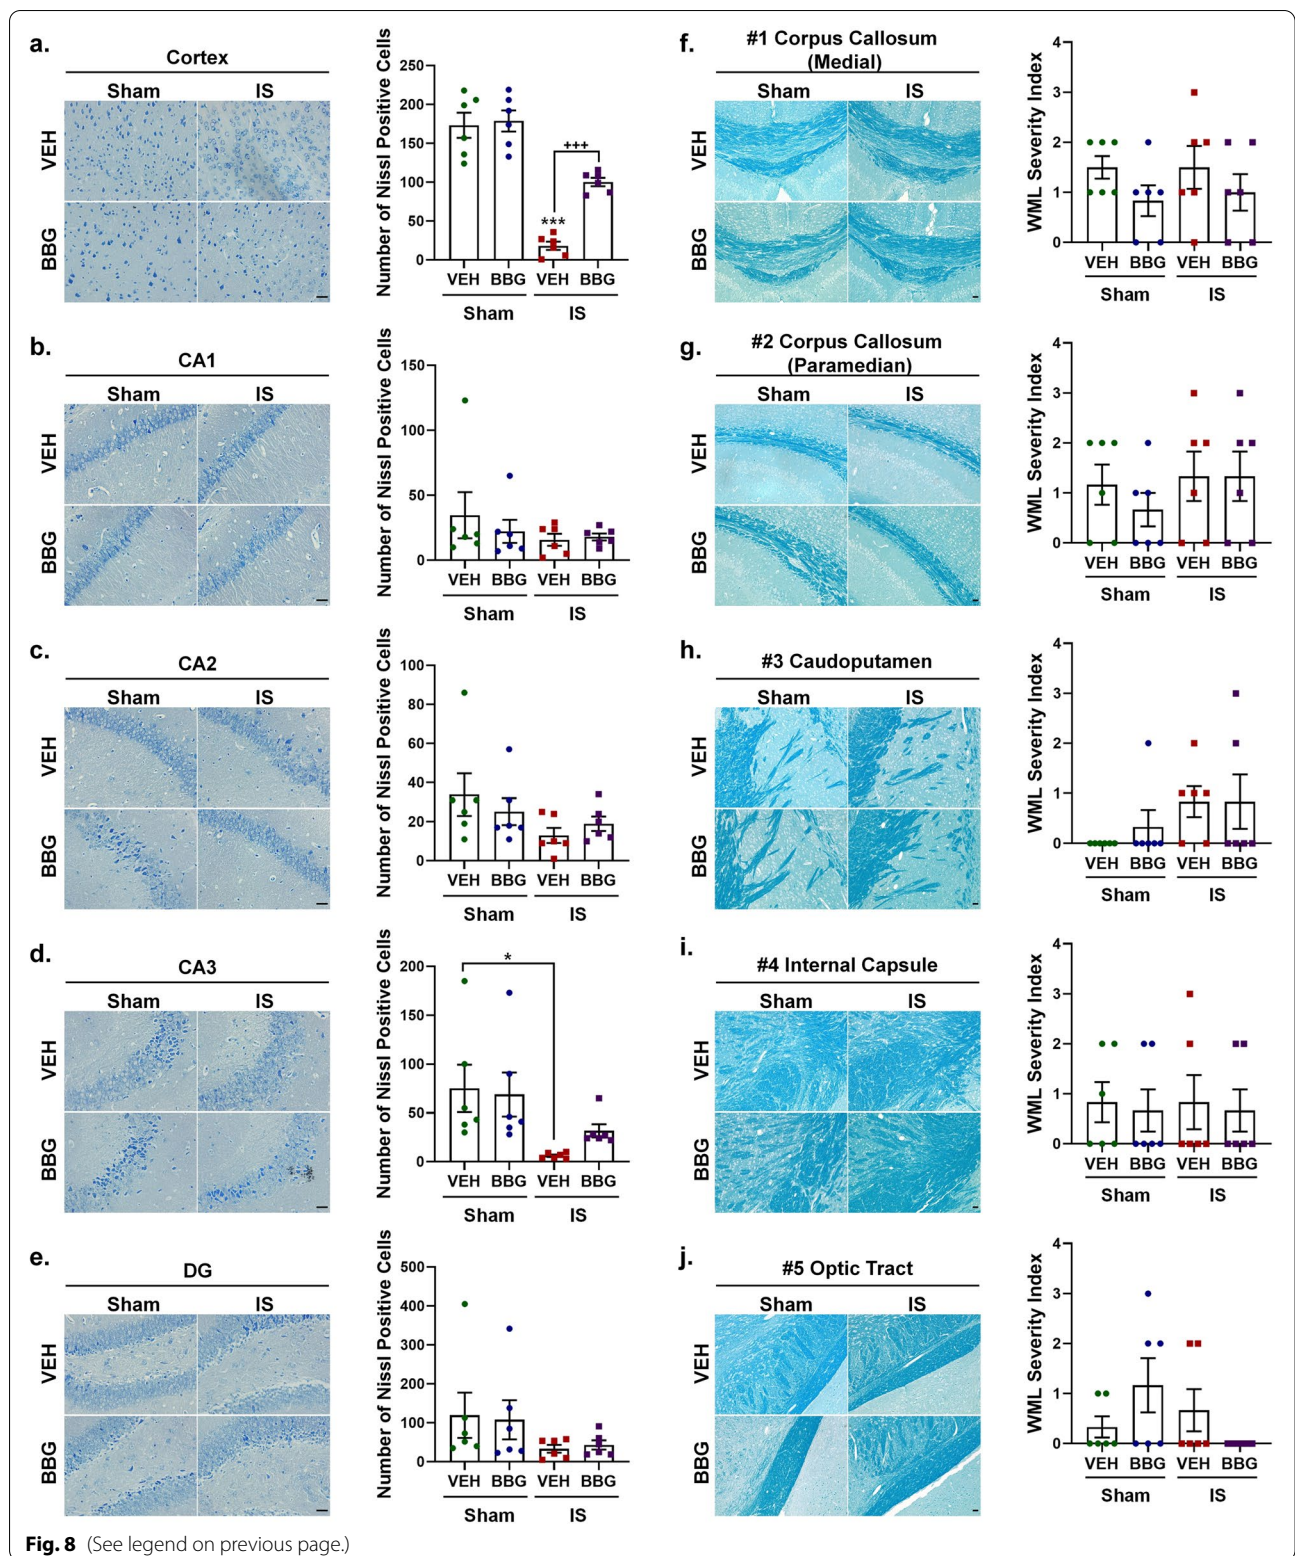 a.
Cortex
Sham IS
VEH
BBG
Number of Nissl Positive Cells
250
200
150
100
50
0
***
+++
VEH BBG VEH BBG
Sham IS
b.
CA1
Sham IS
VEH
BBG
Number of Nissl Positive Cells
150
100
50
0
VEH BBG VEH BBG
Sham IS
c.
CA2
Sham IS
VEH
BBG
Number of Nissl Positive Cells
100
80
60
40
20
0
VEH BBG VEH BBG
Sham IS
d.
CA3
Sham IS
VEH
BBG
Number of Nissl Positive Cells
200
150
100
50
0
*
VEH BBG VEH BBG
Sham IS
e.
DG
Sham IS
VEH
BBG
Number of Nissl Positive Cells
500
400
300
200
100
0
VEH BBG VEH BBG
Sham IS
f.
#1 Corpus Callosum
(Medial)
Sham IS
VEH
BBG
WML Severity Index
4
3
2
1
0
VEH BBG VEH BBG
Sham IS
g.
#2 Corpus Callosum
(Paramedian)
Sham IS
VEH
BBG
WML Severity Index
4
3
2
1
0
VEH BBG VEH BBG
Sham IS
h.
#3 Caudoputamen
Sham IS
VEH
BBG
WML Severity Index
4
3
2
1
0
VEH BBG VEH BBG
Sham IS
i.
#4 Internal Capsule
Sham IS
VEH
BBG
WML Severity Index
4
3
2
1
0
VEH BBG VEH BBG
Sham IS
j.
#5 Optic Tract
Sham IS
VEH
BBG
WML Severity Index
4
3
2
1
0
VEH BBG VEH BBG
Sham IS
Fig. 8 (See legend on previous page.)